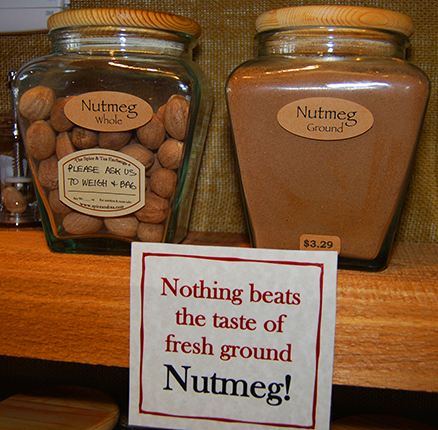 Nutmeg
Whole
The Spice & Tea Exchange
PLEASE ASK US
TO WEIGH & BAG
Nutmeg
Ground
$3.29
Nothing beats
the taste of
fresh ground
Nutmeg!